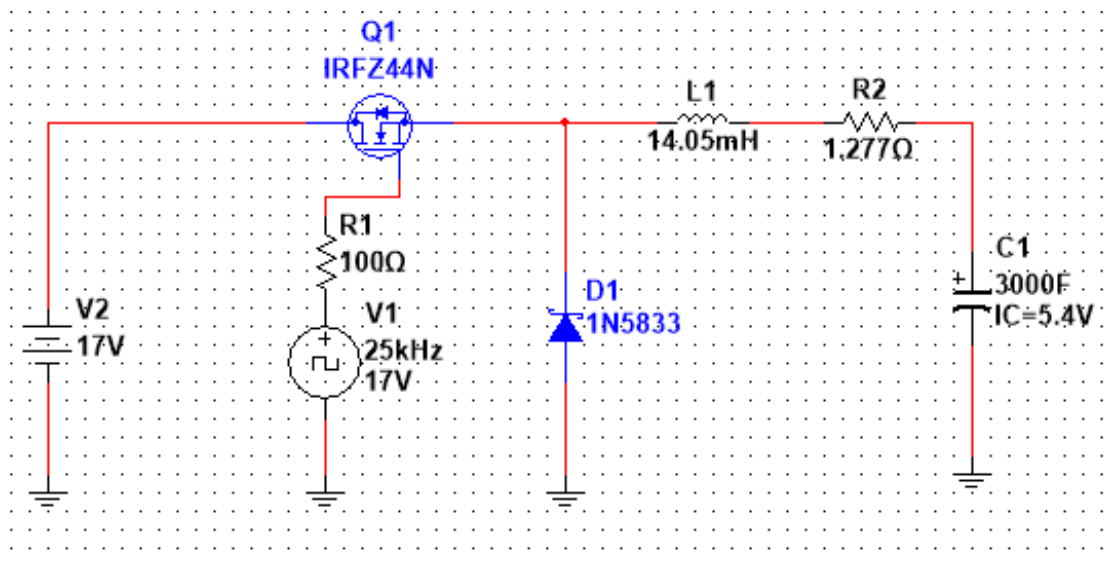 Q1
IRFZ44N
L1
14.05mH
R2
1.277Ω
R1
100Ω
V1
25kHz
17V
V2
17V
D1
1N5833
C1
+
3000F
IC=5.4V
+